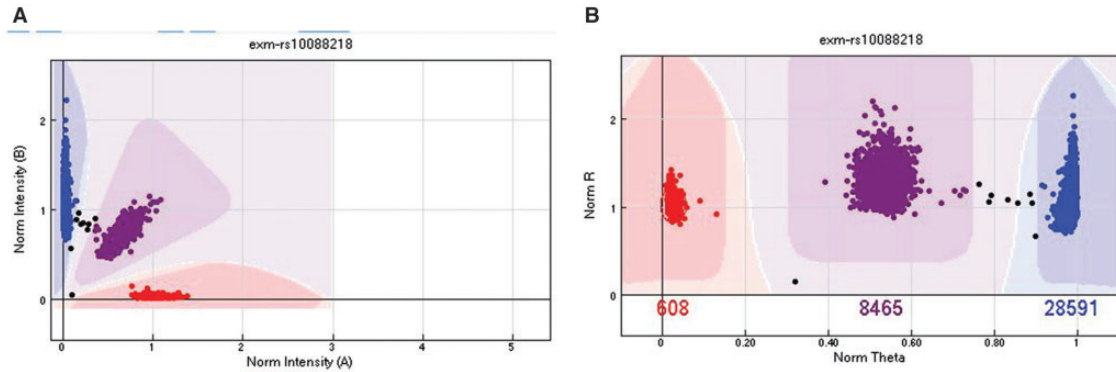 A
exm-rs10088218
Norm Intensity (B)
2
1
0
0 1 2 3 4 5
Norm Intensity (A)
B
exm-rs10088218
Norm R
2
1
0
608 8465 28591
0 0.20 0.40 0.60 0.80 1
Norm Theta